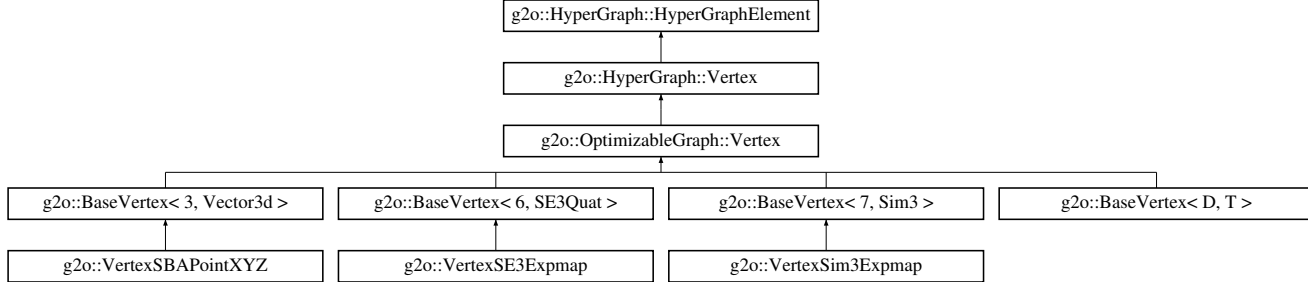 g2o::HyperGraph::HyperGraphElement
g2o::HyperGraph::Vertex
g2o::OptimizableGraph::Vertex
g2o::BaseVertex< 3, Vector3d >
g2o::BaseVertex< 6, SE3Quat >
g2o::BaseVertex< 7, Sim3 >
g2o::BaseVertex< D, T >
g2o::VertexSBAPointXYZ
g2o::VertexSE3Expmap
g2o::VertexSim3Expmap